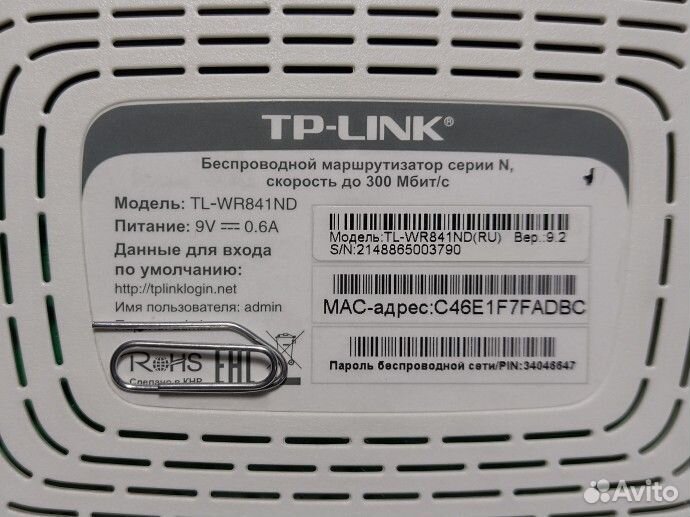 TP-LINK®
Беспроводной маршрутизатор серии N,
скорость до 300 Мбит/с
Модель: TL-WR841ND
Питание: 9V ⎓ 0.6A
Данные для входа
по умолчанию:
http://tplinklogin.net
Имя пользователя: admin
RoHS
EAC
Сделано в КНР
Модель:TL-WR841ND(RU) Вер.:9.2
S/N:2148865003790
MAC-адрес:C46E1F7FADBC
Пароль беспроводной сети/PIN:34046647
Avito